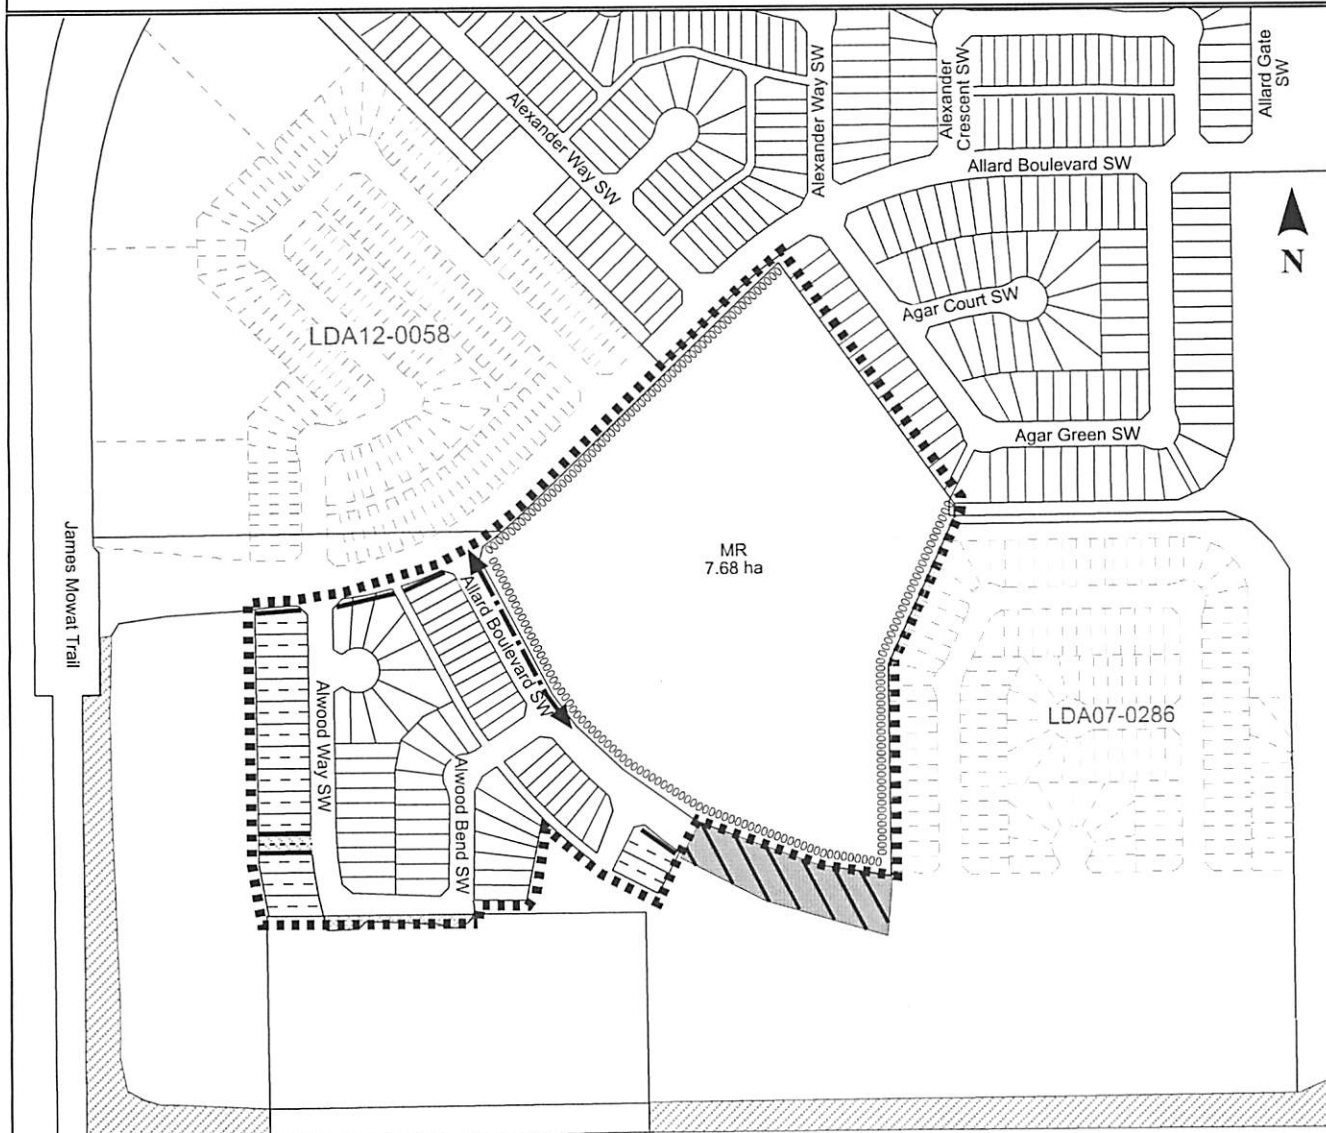 Alexander Way SW
Alexander Way SW
Alexander
Crescent SW
Allard Gate
SW
Allard Boulevard SW
N
LDA12-0058
Agar Court SW
Agar Green SW
James Mowat Trail
MR
7.68 ha
Allard Boulevard SW
LDA07-0286
Alwood Way SW
Alwood Bend SW